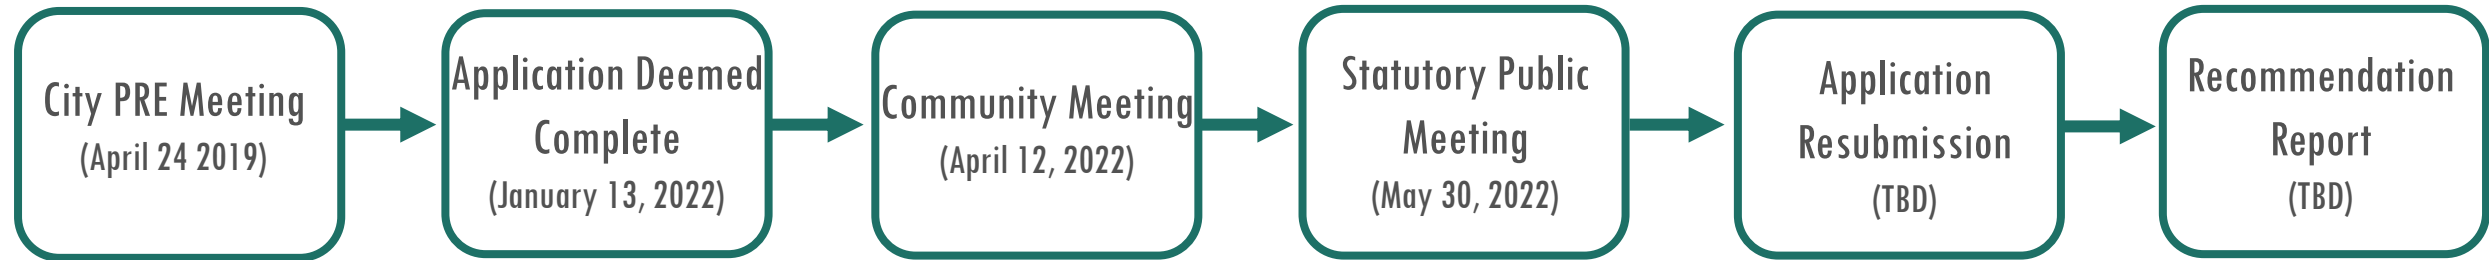 City PRE Meeting
(April 24 2019)
Application Deemed
Complete
(January 13, 2022)
Community Meeting
(April 12, 2022)
Statutory Public
Meeting
(May 30, 2022)
Application
Resubmission
(TBD)
Recommendation
Report
(TBD)